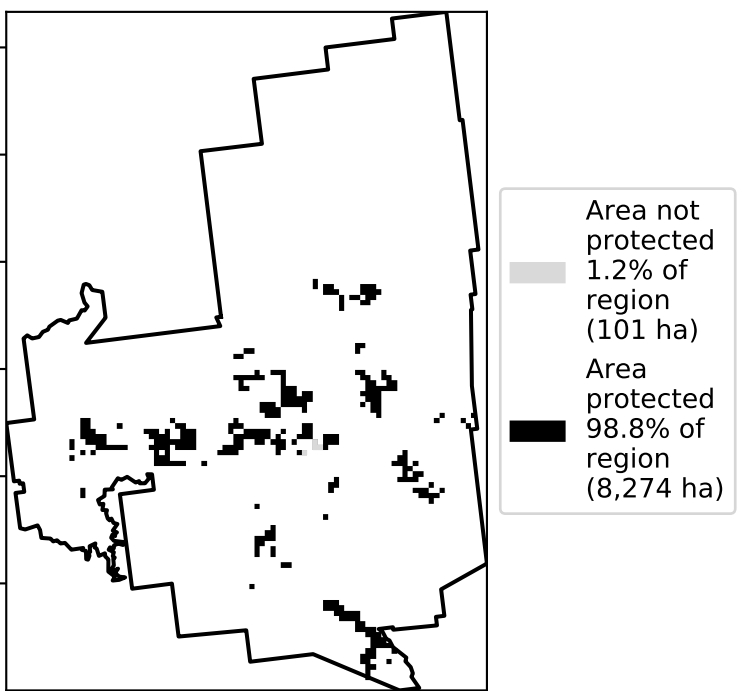 Area not
protected
1.2% of
region
(101 ha)
Area
protected
98.8% of
region
(8,274 ha)